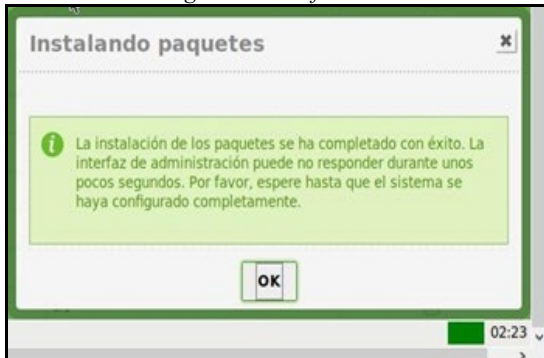 Instalando paquetes
La instalación de los paquetes se ha completado con éxito. La
interfaz de administración puede no responder durante unos
pocos segundos. Por favor, espere hasta que el sistema se
haya configurado completamente.
OK
02:23